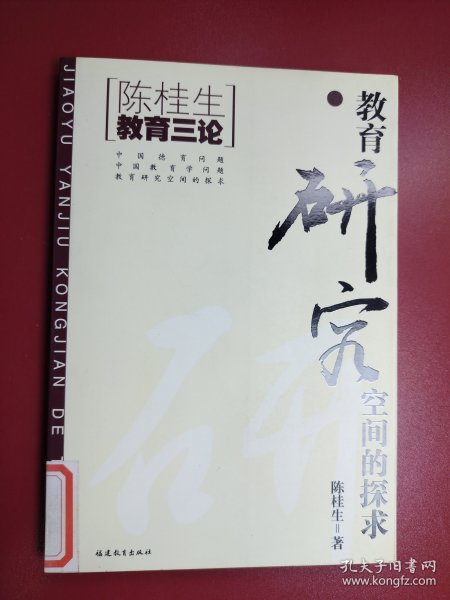 JIAOYU YANJIU KONGJIAN DE
陈桂生
教育三论
中国德育问题
中国教育学问题
教育研究空间的探求
教育
研究
空间的探求
研
陈桂生=著
福建教育出版社
孔夫子旧书网
www.kongfz.com